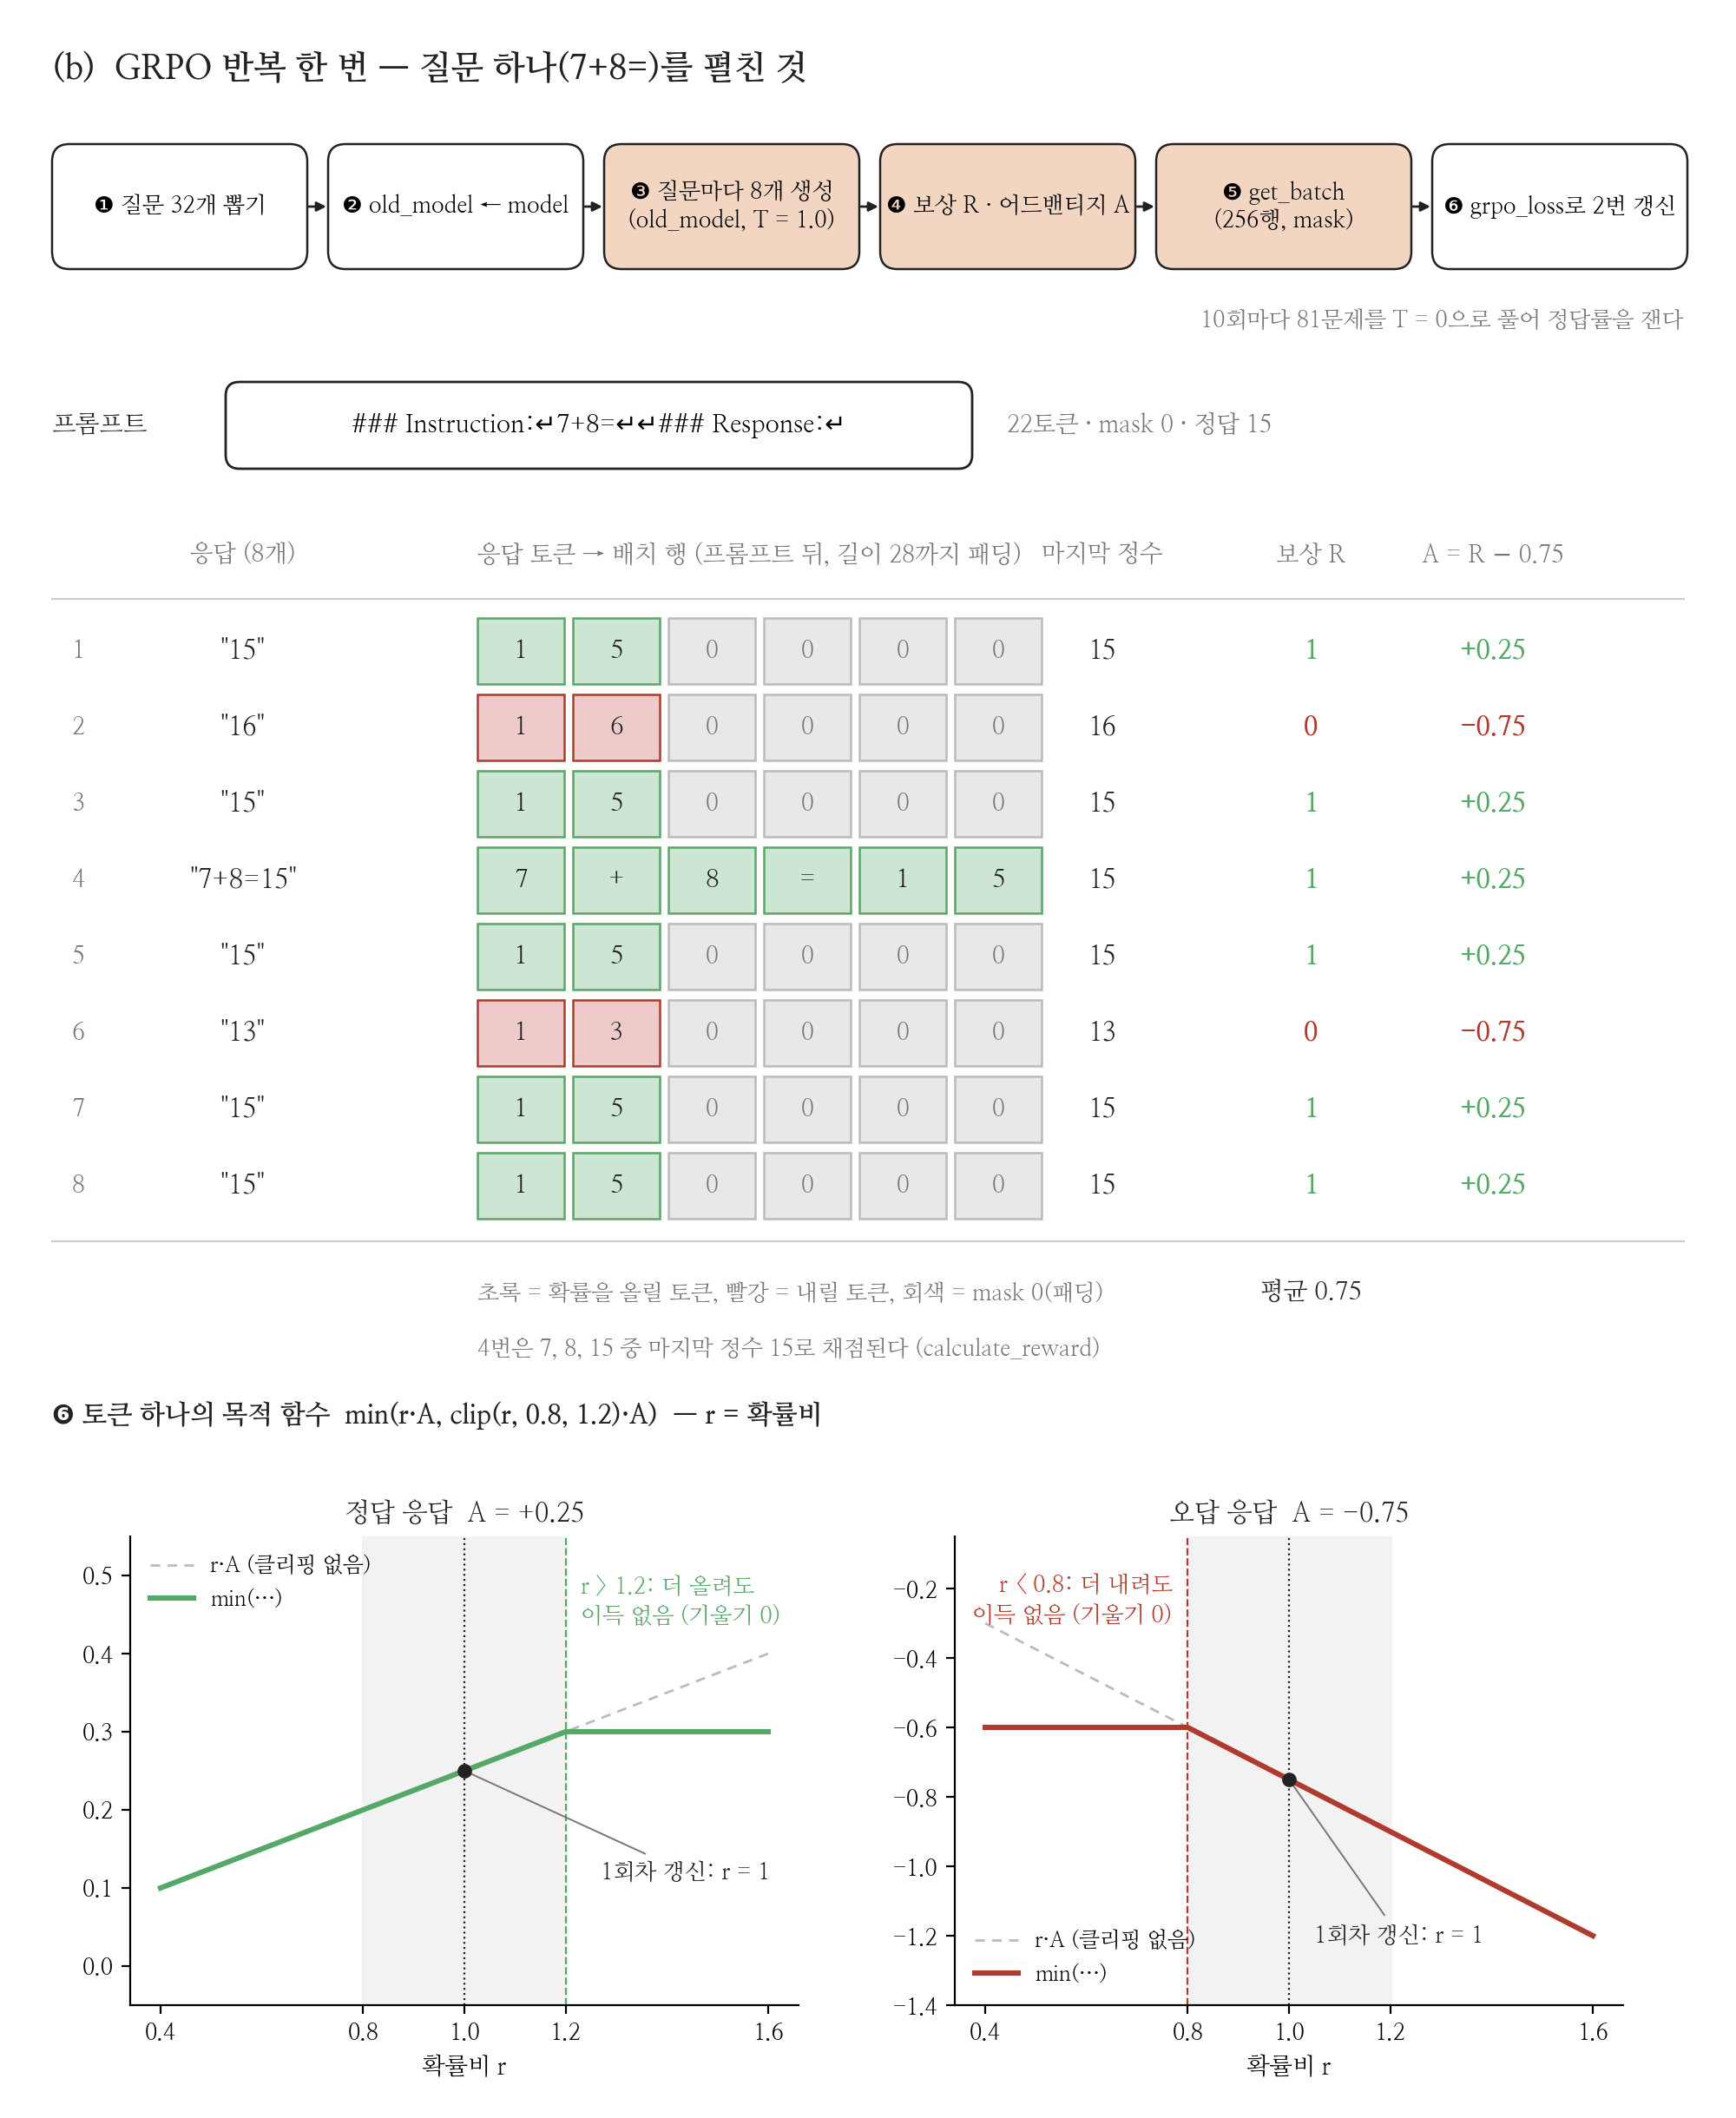 (b) GRPO 반복 한 번 — 질문 하나(7+8=)를 펼친 것
❶ 질문 32개 뽑기
❷ old_model ← model
❸ 질문마다 8개 생성
(old_model, T = 1.0)
❹ 보상 R · 어드밴티지 A
❺ get_batch
(256행, mask)
❻ grpo_loss로 2번 갱신
10회마다 81문제를 T = 0으로 풀어 정답률을 잰다
프롬프트 ### Instruction:↵7+8=↵↵### Response:↵ 22토큰 · mask 0 · 정답 15
응답 (8개) 응답 토큰 → 배치 행 (프롬프트 뒤, 길이 28까지 패딩) 마지막 정수 보상 R A = R − 0.75
1 "15" 1 5 0 0 0 0 15 1 +0.25
2 "16" 1 6 0 0 0 0 16 0 −0.75
3 "15" 1 5 0 0 0 0 15 1 +0.25
4 "7+8=15" 7 + 8 = 1 5 15 1 +0.25
5 "15" 1 5 0 0 0 0 15 1 +0.25
6 "13" 1 3 0 0 0 0 13 0 −0.75
7 "15" 1 5 0 0 0 0 15 1 +0.25
8 "15" 1 5 0 0 0 0 15 1 +0.25
초록 = 확률을 올릴 토큰, 빨강 = 내릴 토큰, 회색 = mask 0(패딩) 평균 0.75
4번은 7, 8, 15 중 마지막 정수 15로 채점된다 (calculate_reward)
❻ 토큰 하나의 목적 함수 min(r·A, clip(r, 0.8, 1.2)·A) — r = 확률비
정답 응답 A = +0.25
r·A (클리핑 없음)
min(⋯)
r > 1.2: 더 올려도
이득 없음 (기울기 0)
1회차 갱신: r = 1
0.5
0.4
0.3
0.2
0.1
0.0
0.4 0.8 1.0 1.2 1.6
확률비 r
오답 응답 A = −0.75
r < 0.8: 더 내려도
이득 없음 (기울기 0)
1회차 갱신: r = 1
r·A (클리핑 없음)
min(⋯)
−0.2
−0.4
−0.6
−0.8
−1.0
−1.2
−1.4
0.4 0.8 1.0 1.2 1.6
확률비 r